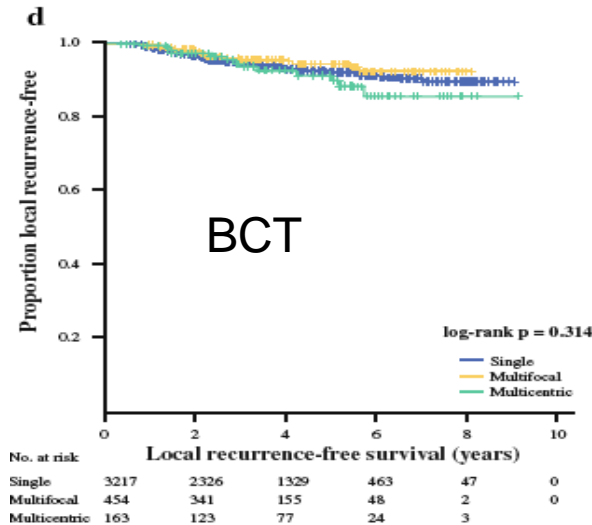 d
Proportion local recurrence-free
1.0
0.8
0.6
0.4
0.2
BCT
log-rank p = 0.314
Single
Multifocal
Multicentric
0 2 4 6 8 10
No. at risk Local recurrence-free survival (years)
Single 3217 2326 1329 463 47 0
Multifocal 454 341 155 48 2 0
Multicentric 163 123 77 24 3